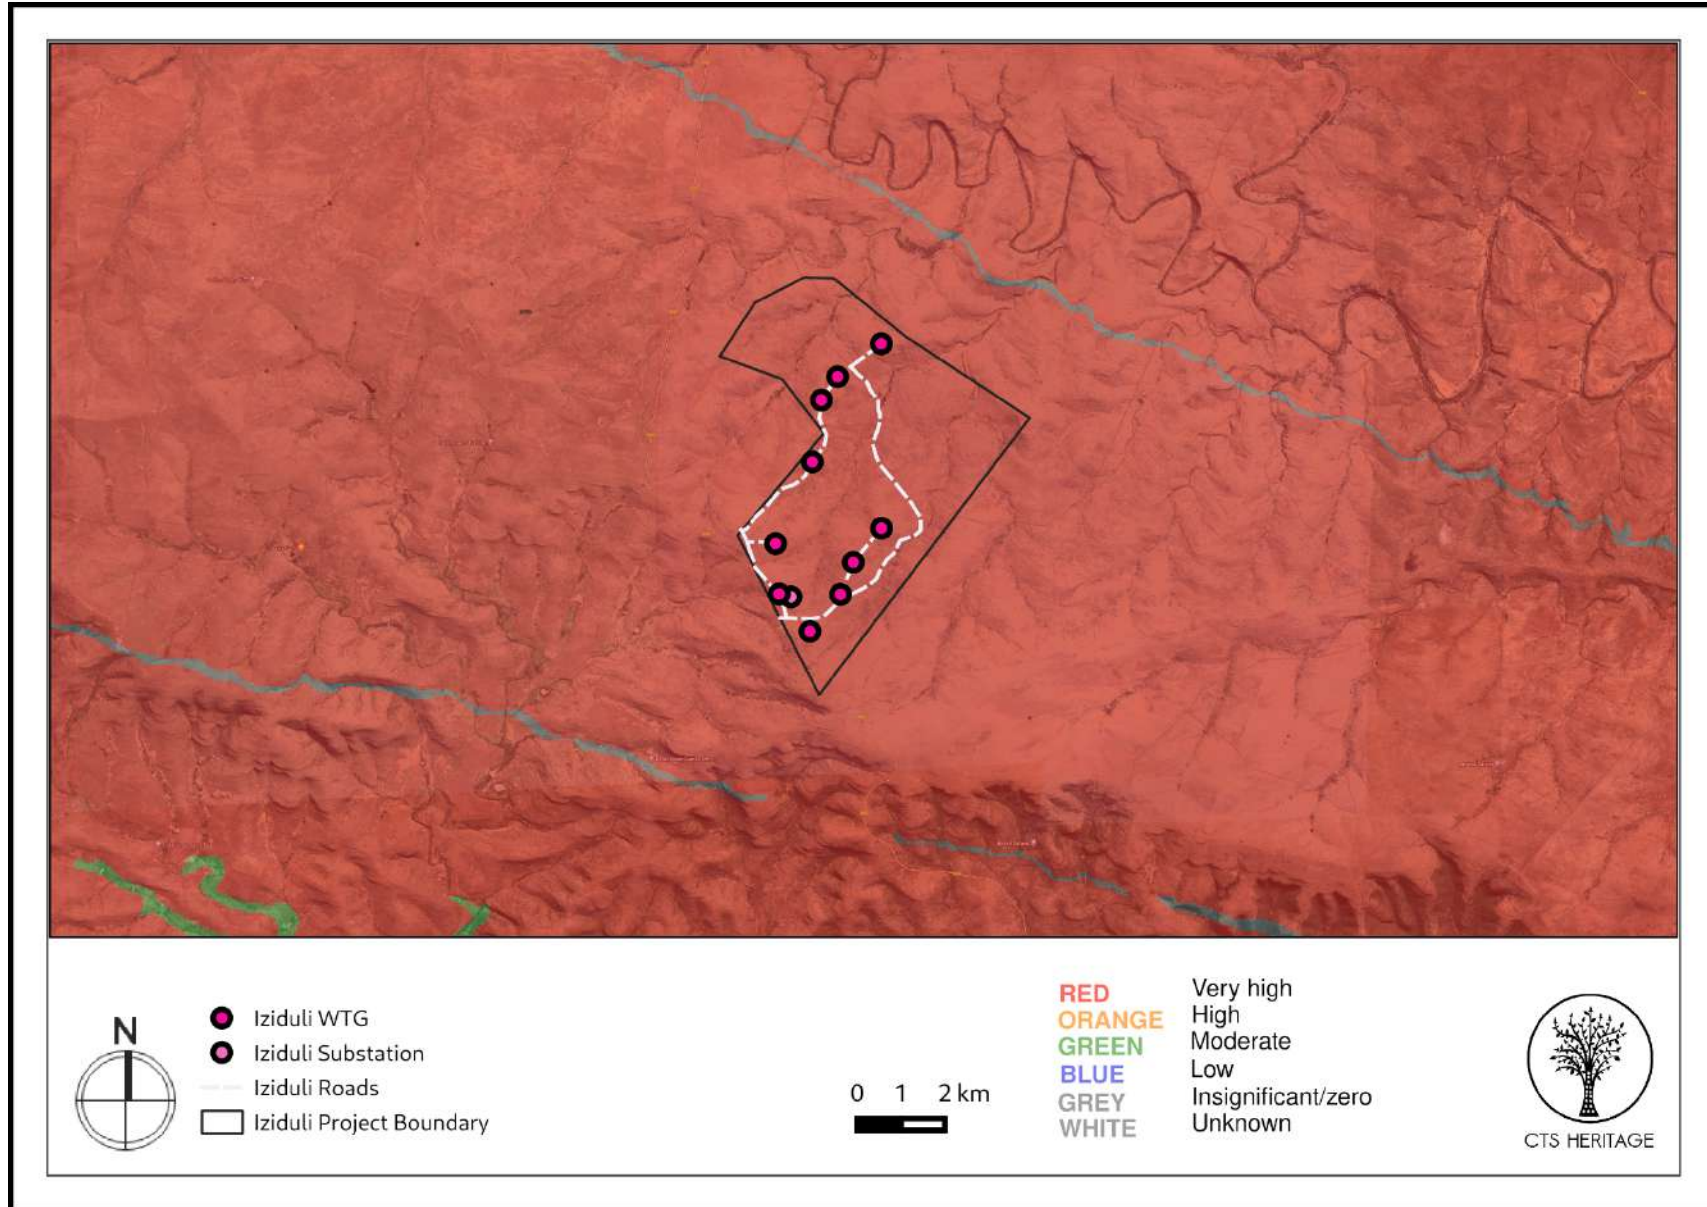 N
Iziduli WTG
Iziduli Substation
Iziduli Roads
Iziduli Project Boundary
0 1 2 km
RED Very high
ORANGE High
GREEN Moderate
BLUE Low
GREY Insignificant/zero
WHITE Unknown
CTS HERITAGE